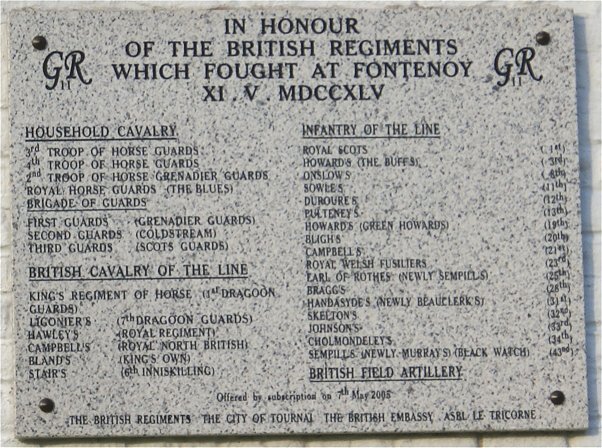 IN HONOUR
OF THE BRITISH REGIMENTS
WHICH FOUGHT AT FONTENOY
XI . V . MDCCXLV
GR II
GR II
HOUSEHOLD CAVALRY
3rd TROOP OF HORSE GUARDS
4th TROOP OF HORSE GUARDS
2nd TROOP OF HORSE GRENADIER GUARDS
ROYAL HORSE GUARDS (THE BLUES)
BRIGADE OF GUARDS
FIRST GUARDS (GRENADIER GUARDS)
SECOND GUARDS (COLDSTREAM)
THIRD GUARDS (SCOTS GUARDS)
BRITISH CAVALRY OF THE LINE
KING'S REGIMENT OF HORSE (1st DRAGOON
GUARDS)
LIGONIER'S (7th DRAGOON GUARDS)
HAWLEY'S (ROYAL REGIMENT)
CAMPBELL'S (ROYAL NORTH BRITISH)
BLAND'S (KING'S OWN)
STAIR'S (6th INNISKILLING)
INFANTRY OF THE LINE
ROYAL SCOTS (1st)
HOWARD'S (THE BUFFS) (3rd)
ONSLOW'S (8th)
SOWLE'S (11th)
DUROURE'S (12th)
PULTENEY'S (13th)
HOWARD'S (GREEN HOWARDS) (19th)
BLIGH'S (20th)
CAMPBELL'S (21st)
ROYAL WELSH FUSILIERS (23rd)
EARL OF ROTHES (NEWLY SEMPILL'S) (25th)
BRAGG'S (28th)
HANDASYDE'S (NEWLY BEAUCLERK'S) (31st)
SKELTON'S (32nd)
JOHNSON'S (33rd)
CHOLMONDELEY'S (34th)
SEMPILL'S (NEWLY MURRAY'S) (BLACK WATCH) (43nd)
BRITISH FIELD ARTILLERY
Offered by subscription on 7th May 2005
THE BRITISH REGIMENTS THE CITY OF TOURNAI THE BRITISH EMBASSY ASBL LE TRICORNE